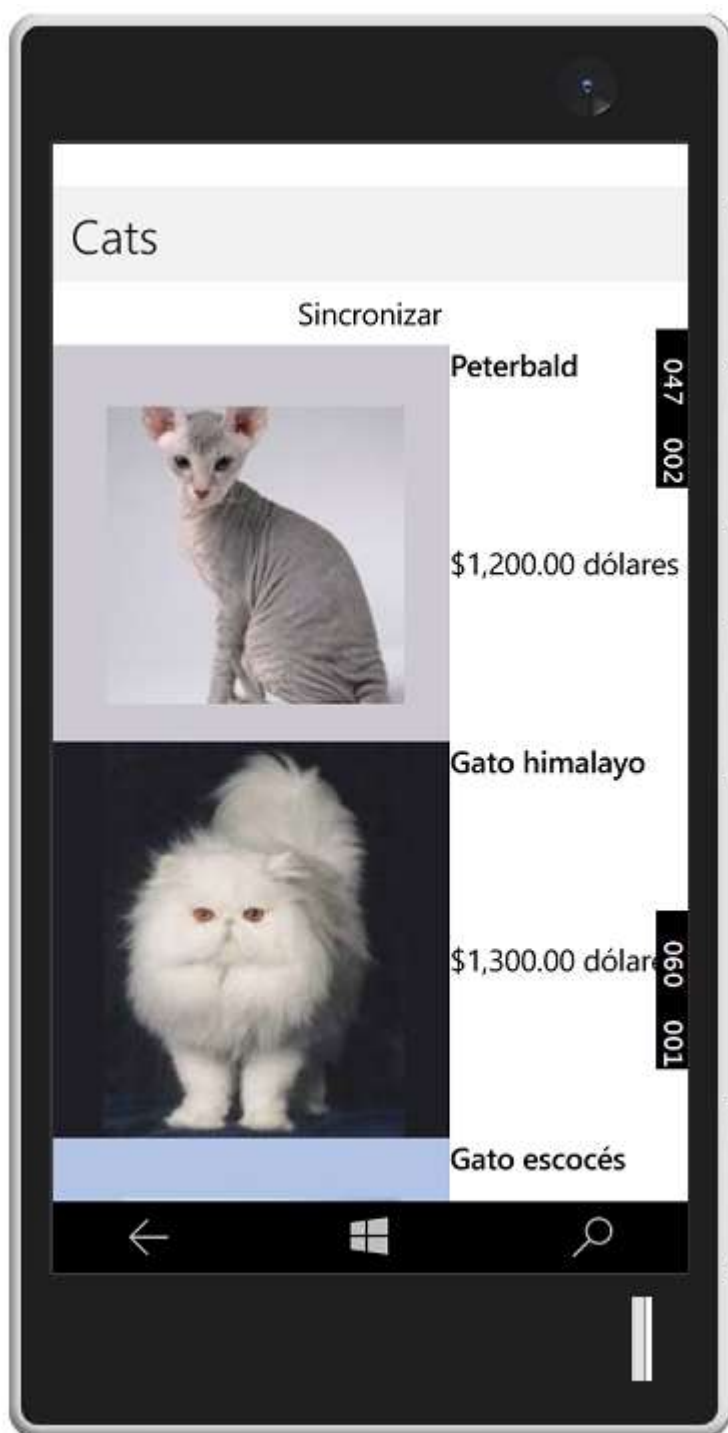 Cats
Sincronizar
Peterbald
047 002
$1,200.00 dólares
Gato himalayo
$1,300.00 dólare
060 001
Gato escocés